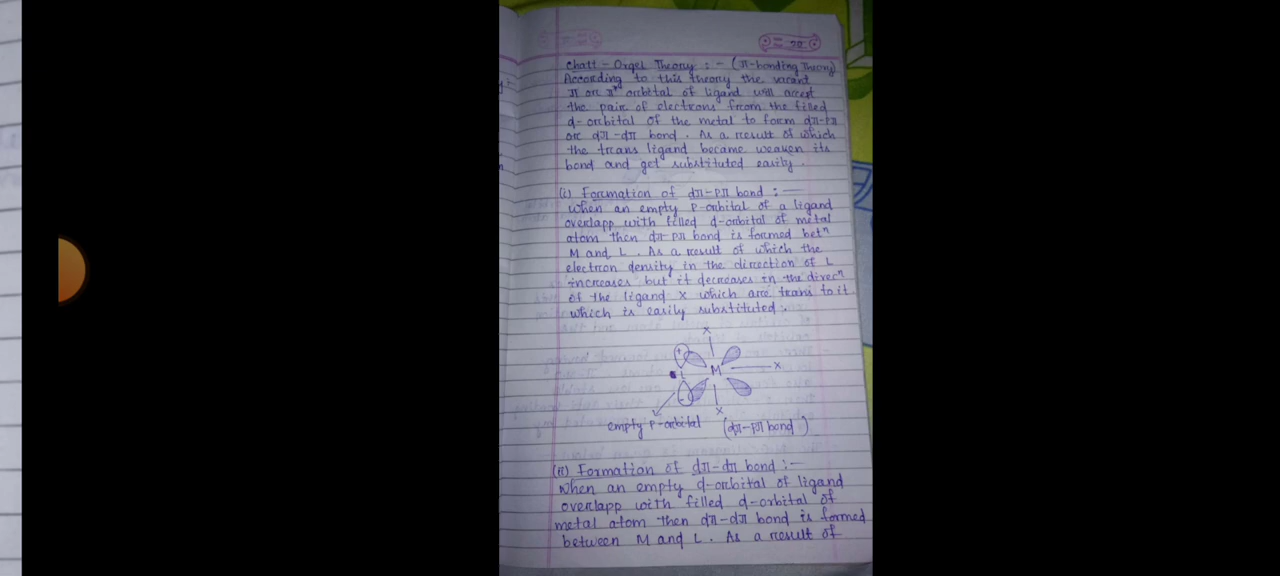 20
Chatt - Orgel Theory : - (π-bonding Theory)
According to this theory the vacant
π or π* orbital of ligand will accept
the pair of electrons from the filled
d-orbital of the metal to form dπ-pπ
or dπ-dπ bond. As a result of which
the trans ligand became weaken its
bond and get substituted easily.
(i) Formation of dπ-pπ bond : —
When an empty P-orbital of a ligand
overlapp with filled d-orbital of metal
atom then dπ-pπ bond is formed betⁿ
M and L. As a result of which the
electron density in the direction of L
increases but it decreases in the direcⁿ
of the ligand X which are trans to it
which is easily substituted.
X
+
L M X
-
X
empty P-orbital (dπ-pπ bond)
(ii) Formation of dπ-dπ bond : —
When an empty d-orbital of ligand
overlapp with filled d-orbital of
metal atom then dπ-dπ bond is formed
between M and L. As a result of